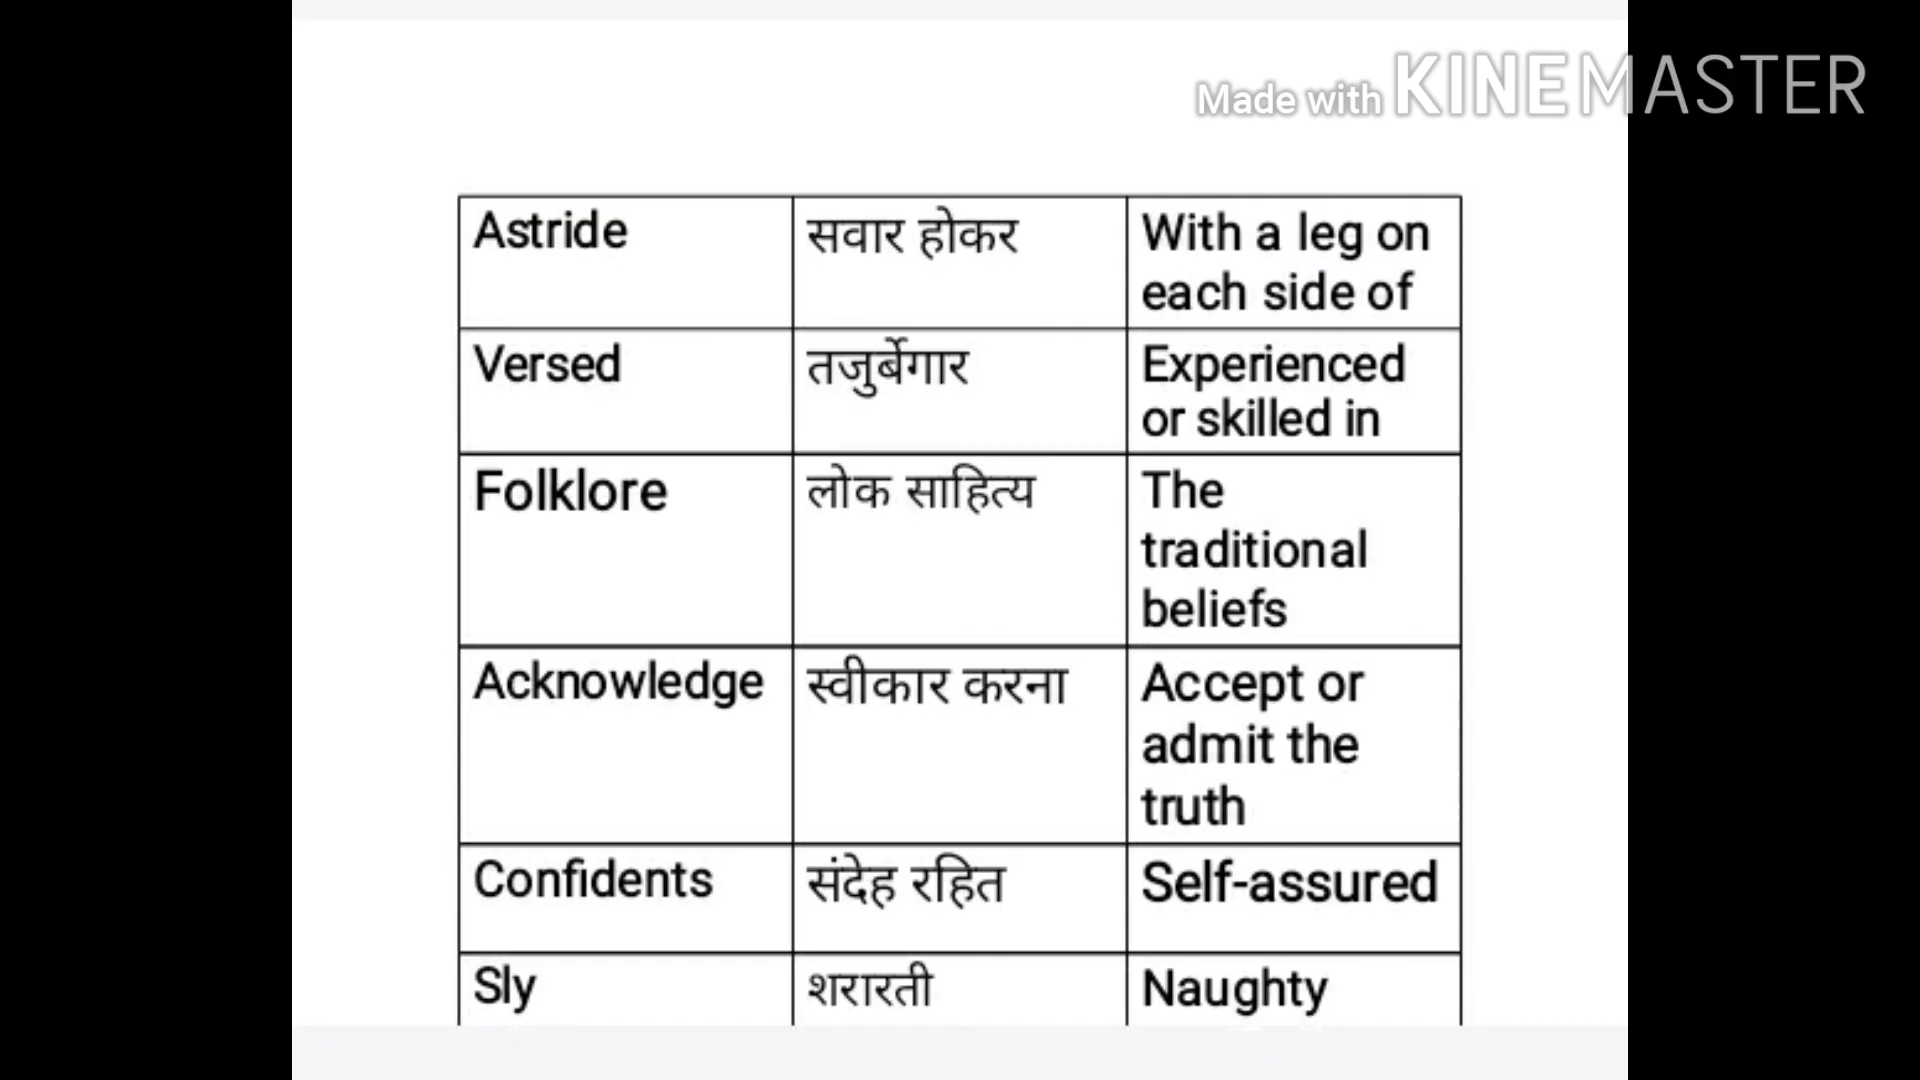 Made with KINEMASTER
Astride सवार होकर With a leg on
each side of
Versed तजुर्बेगार Experienced
or skilled in
Folklore लोक साहित्य The
traditional
beliefs
Acknowledge स्वीकार करना Accept or
admit the
truth
Confidents संदेह रहित Self-assured
Sly शरारती Naughty